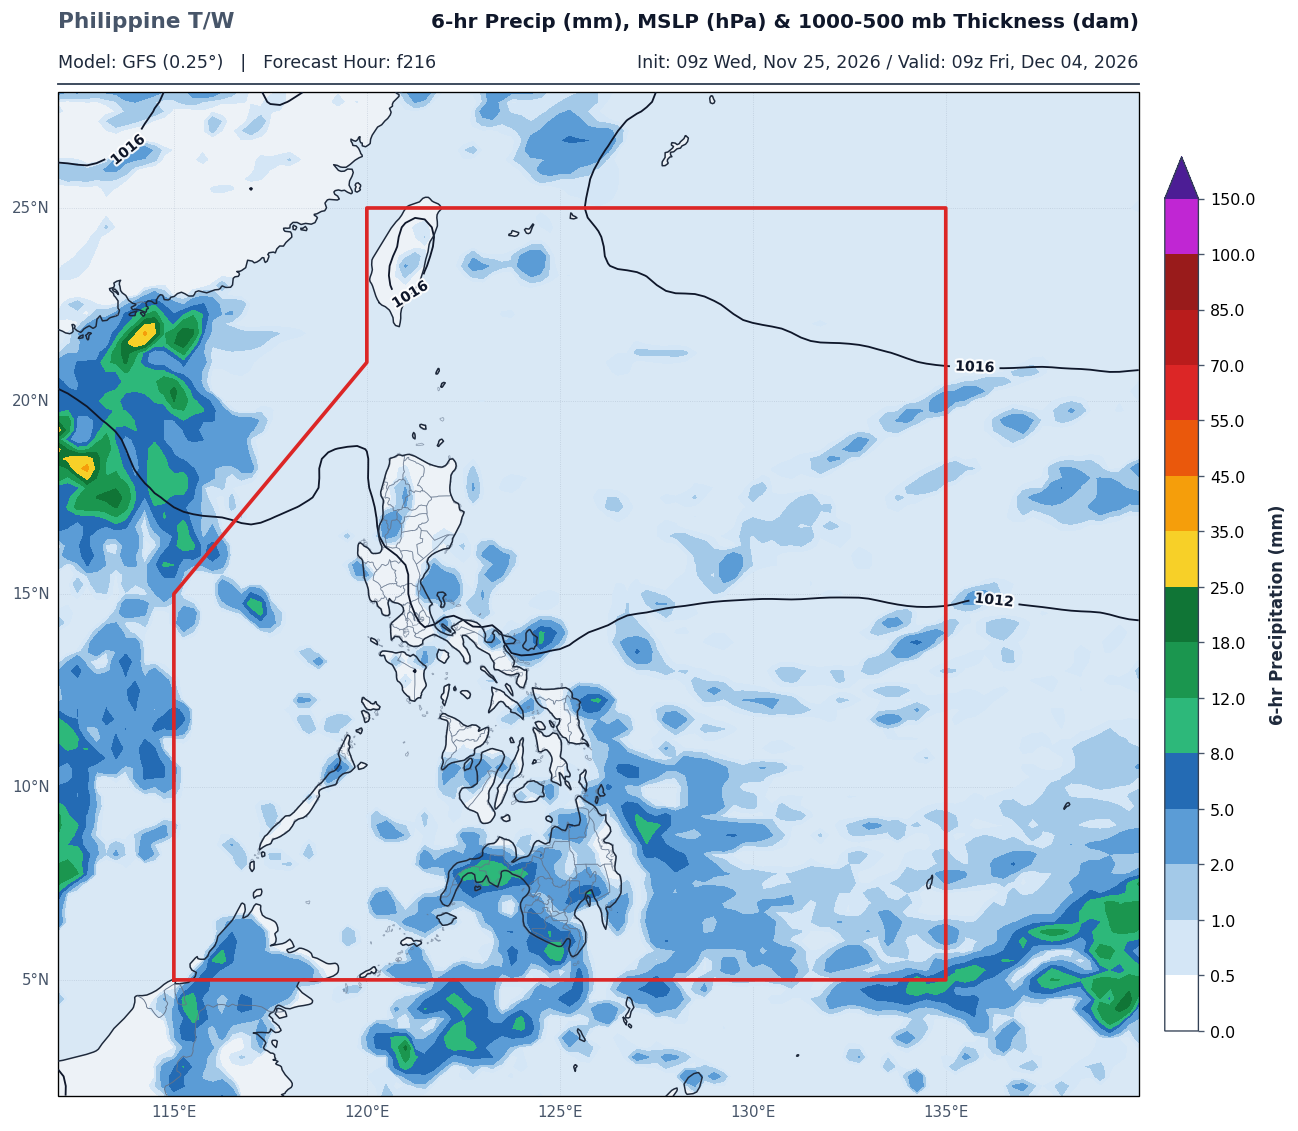 Philippine T/W
6-hr Precip (mm), MSLP (hPa) & 1000-500 mb Thickness (dam)
Model: GFS (0.25°) | Forecast Hour: f216
Init: 09z Wed, Nov 25, 2026 / Valid: 09z Fri, Dec 04, 2026
1016
25°N
1016
1016
20°N
15°N
1012
10°N
5°N
115°E
120°E
125°E
130°E
135°E
150.0
100.0
85.0
70.0
55.0
45.0
35.0
25.0
18.0
12.0
8.0
5.0
2.0
1.0
0.5
0.0
6-hr Precipitation (mm)